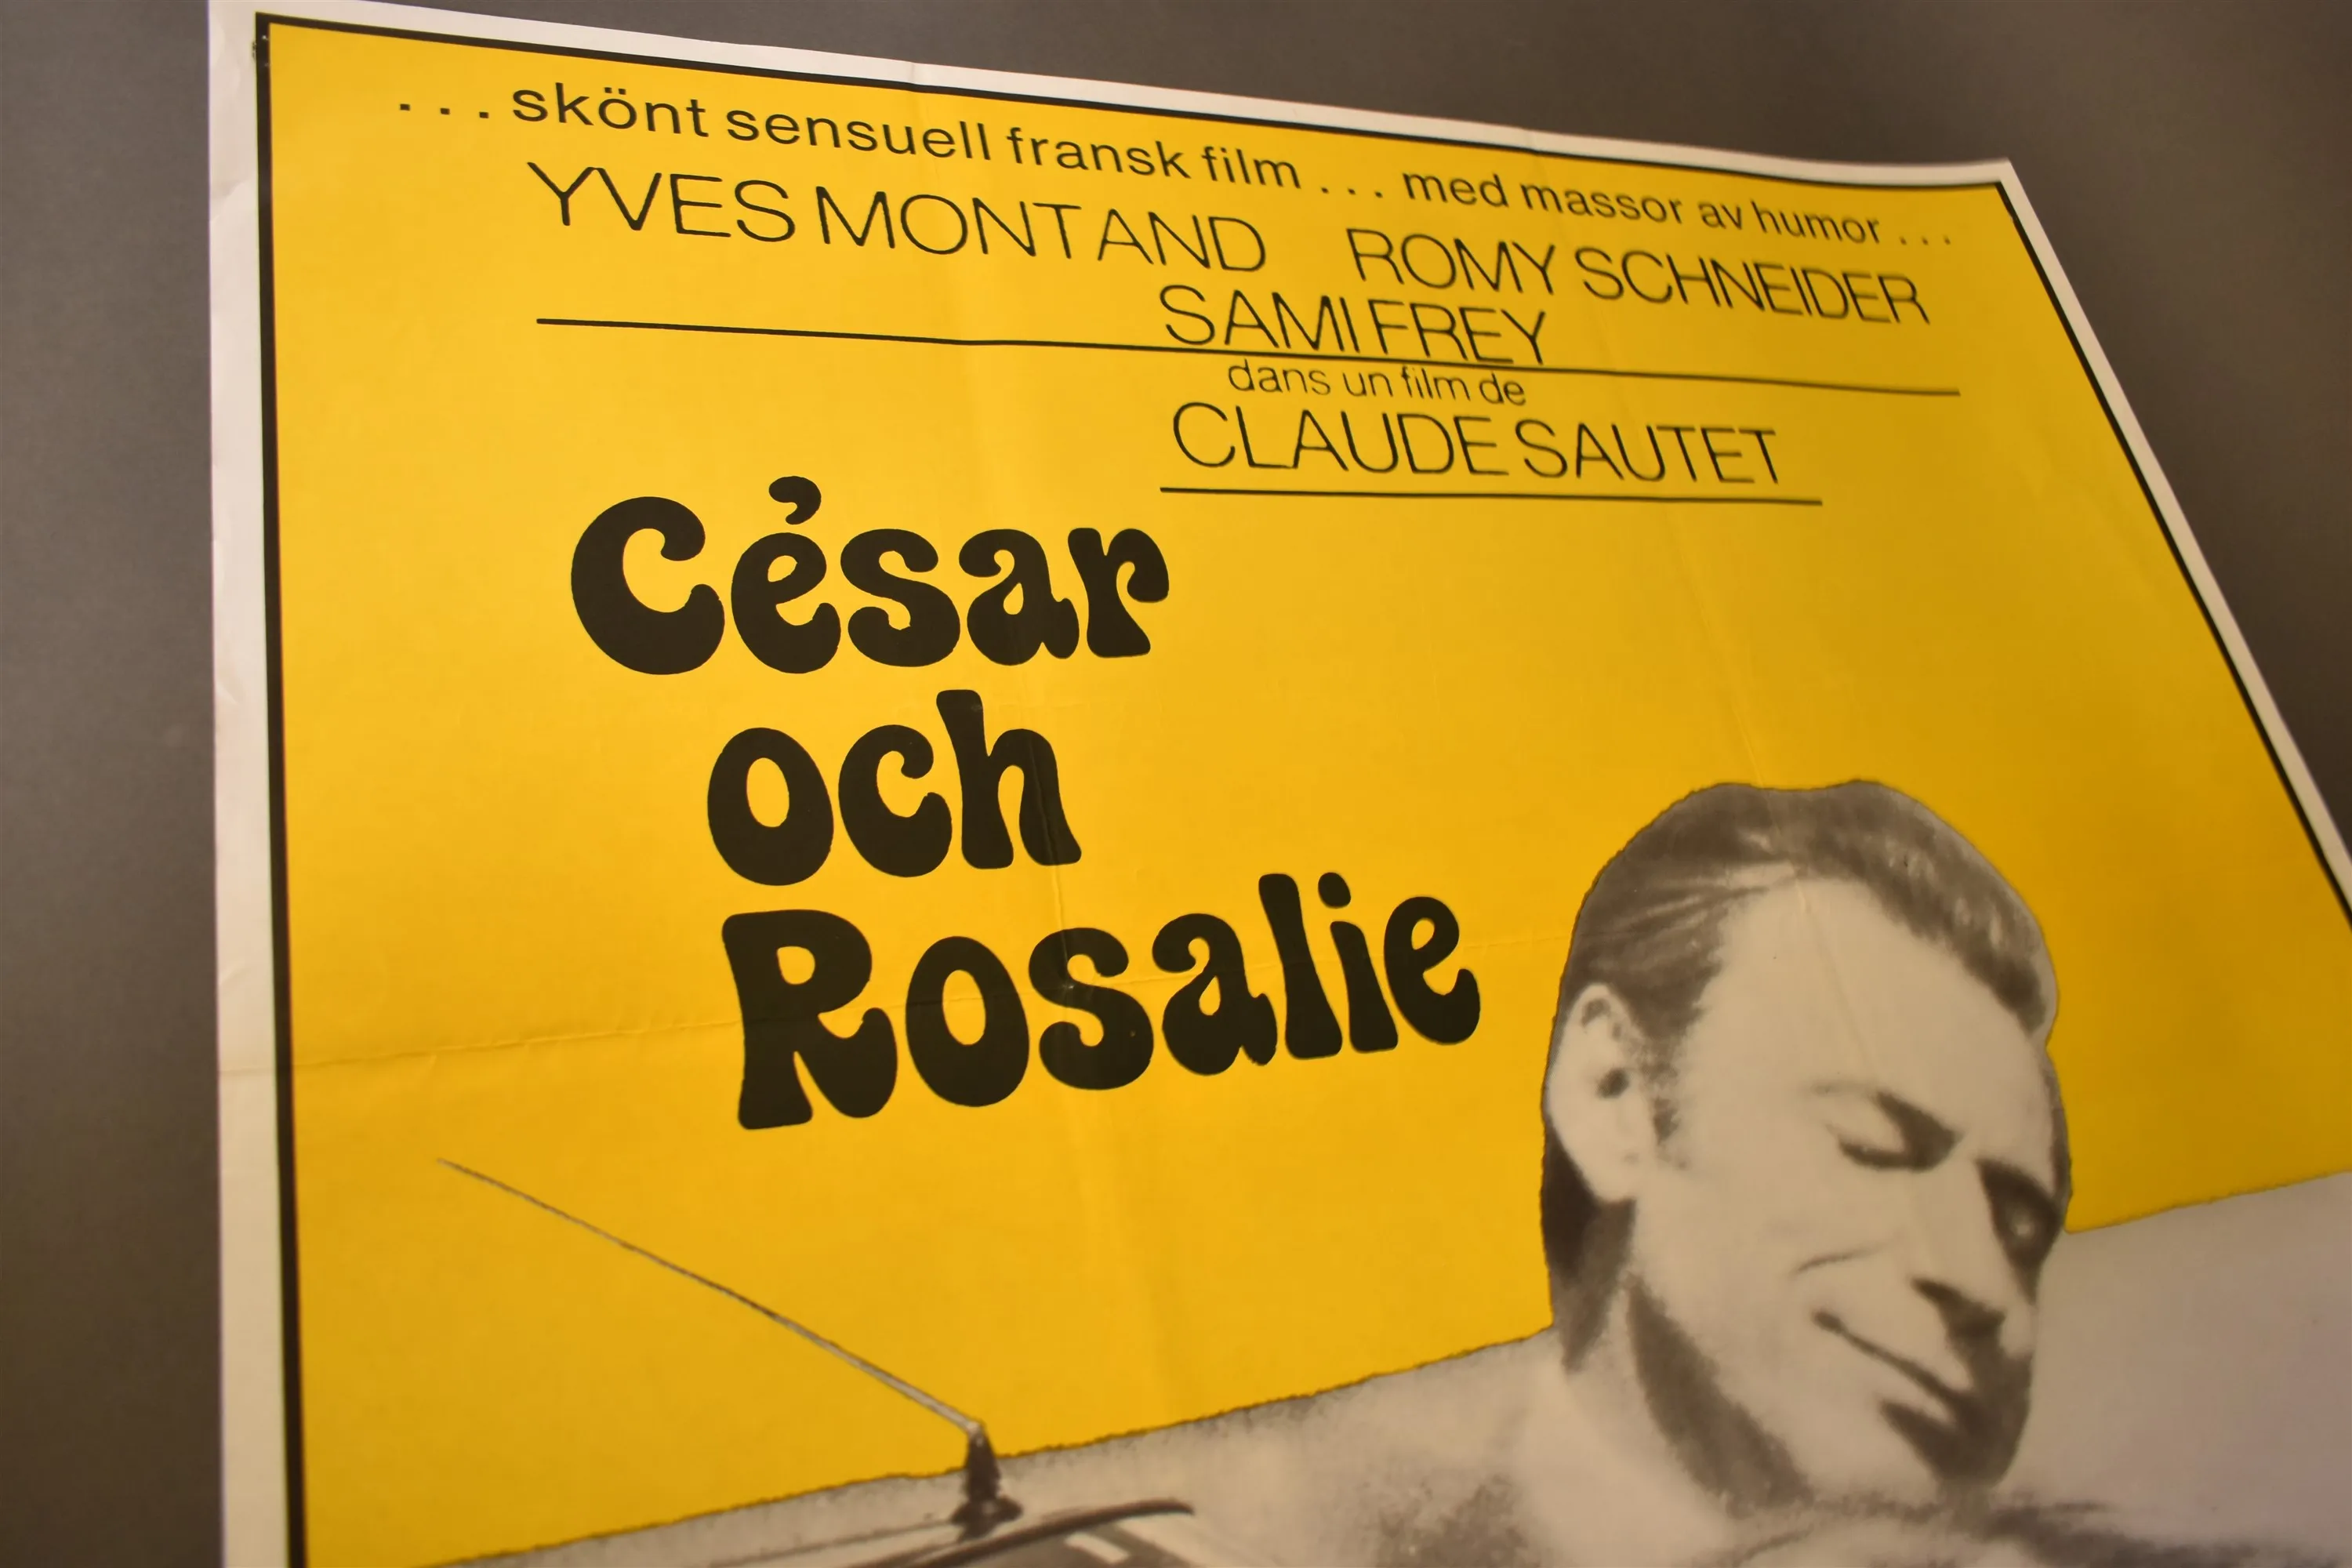 . . . skönt sensuell fransk film . . . med massor av humor . . .
YVES MONTAND ROMY SCHNEIDER
SAMI FREY
dans un film de
CLAUDE SAUTET
César
och
Rosalie